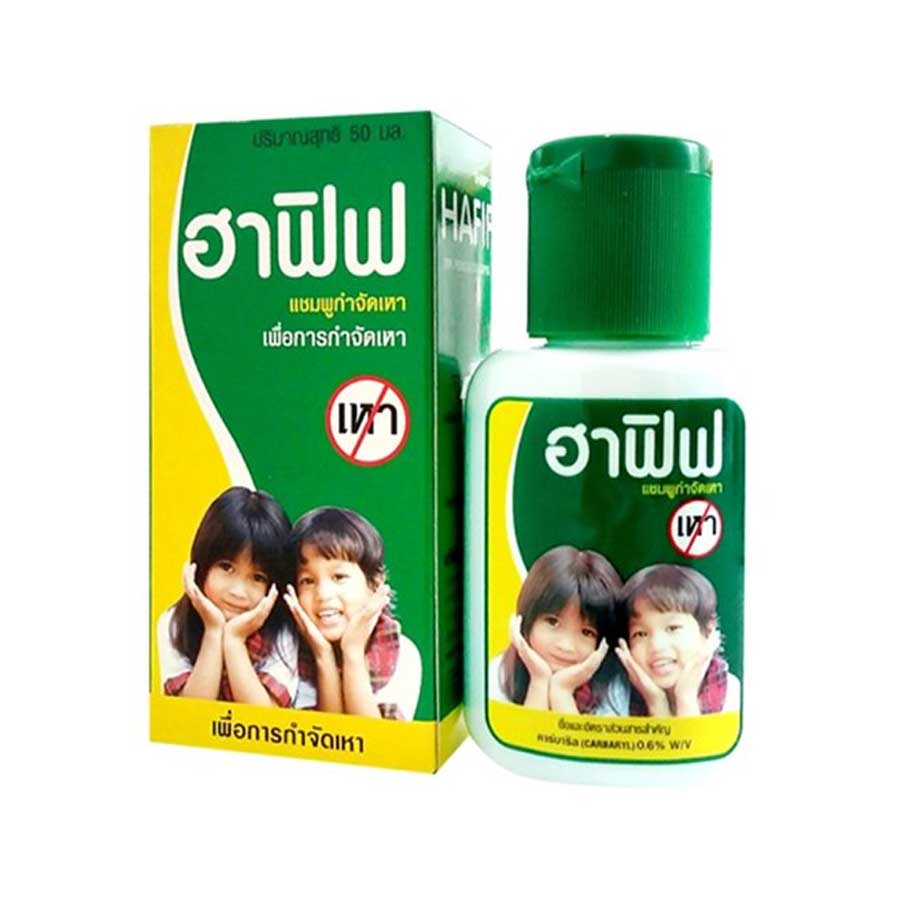 ปริมาณสุทธิ 50 มล.
ฮาฟิฟ
แชมพูกำจัดเหา
เพื่อการกำจัดเหา
เหา
เพื่อการกำจัดเหา
ฮาฟิฟ
แชมพูกำจัดเหา
เหา
ชื่อและอัตราส่วนสารสำคัญ
คาร์บาริล (CARBARYL) 0.6% W/V